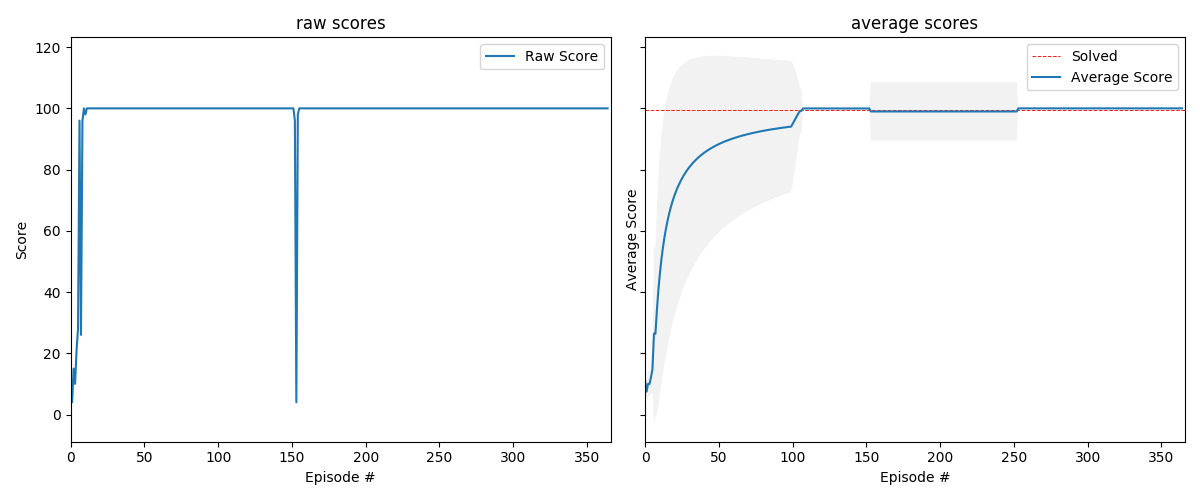 raw scores
Raw Score
Score
120
100
80
60
40
20
0
0 50 100 150 200 250 300 350
Episode #
average scores
Solved
Average Score
Average Score
0 50 100 150 200 250 300 350
Episode #